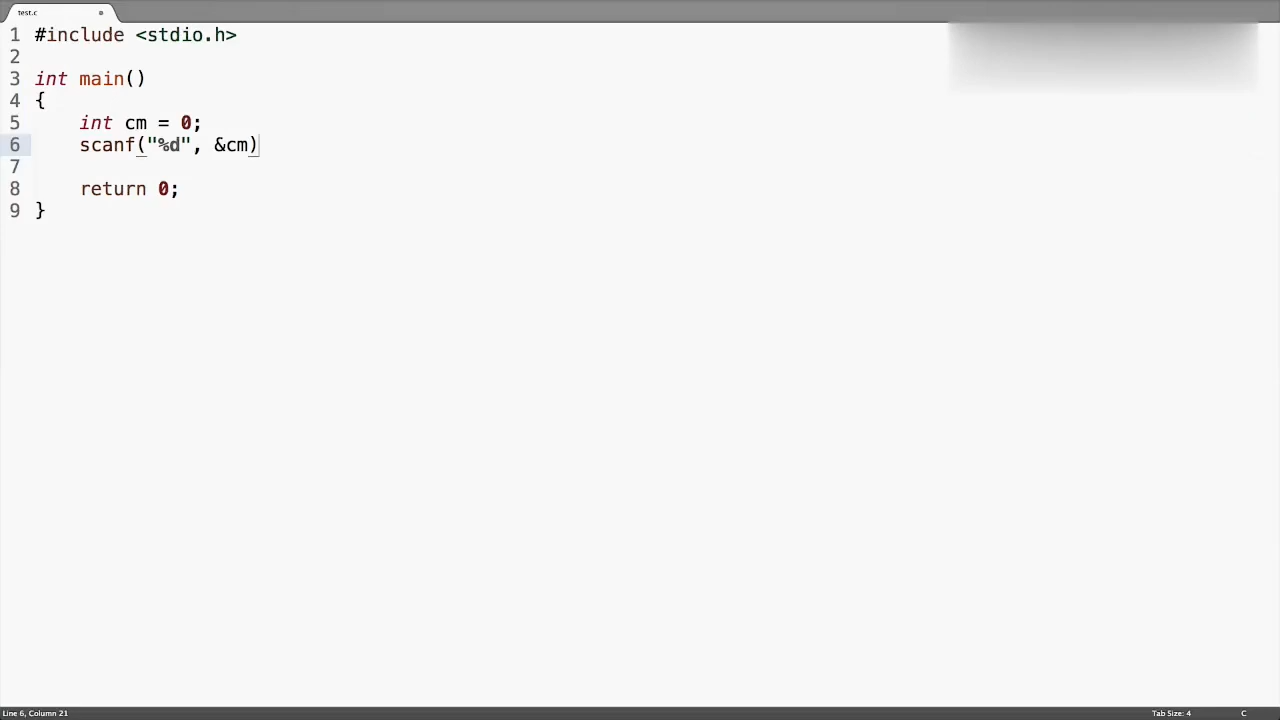 test.c
1 #include <stdio.h>
2
3 int main()
4 {
5     int cm = 0;
6     scanf("%d", &cm)
7
8     return 0;
9 }
Line 6, Column 21 Tab Size: 4 C